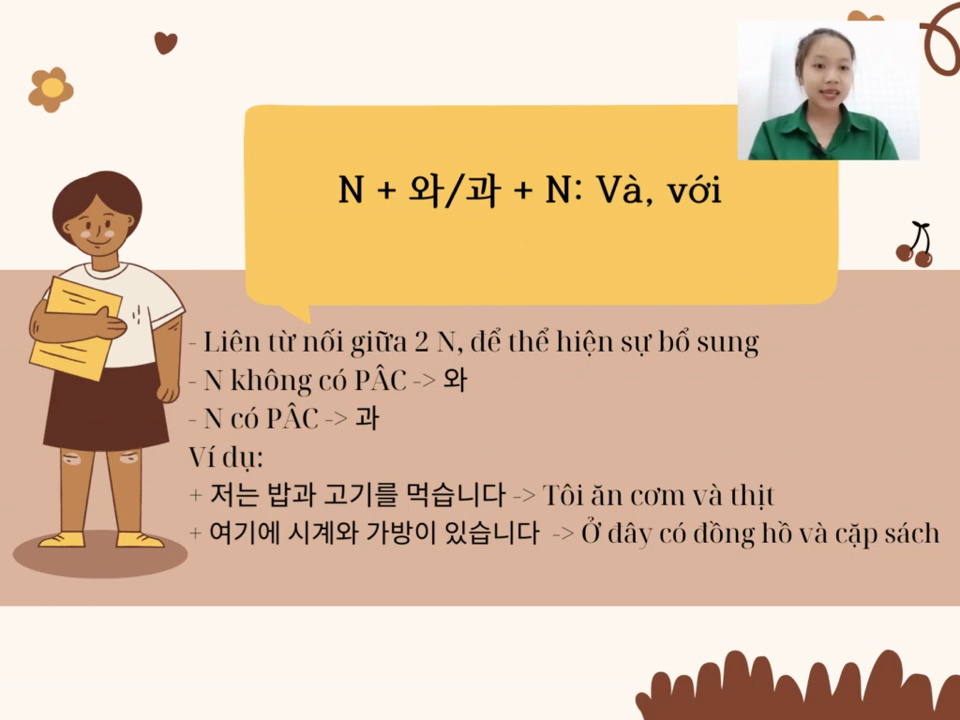 N + 와/과 + N: Và, với
- Liên từ nối giữa 2 N, để thể hiện sự bổ sung
- N không có PÂC -> 와
- N có PÂC -> 과
Ví dụ:
+ 저는 밥과 고기를 먹습니다 -> Tôi ăn cơm và thịt
+ 여기에 시계와 가방이 있습니다 -> Ở đây có đồng hồ và cặp sách